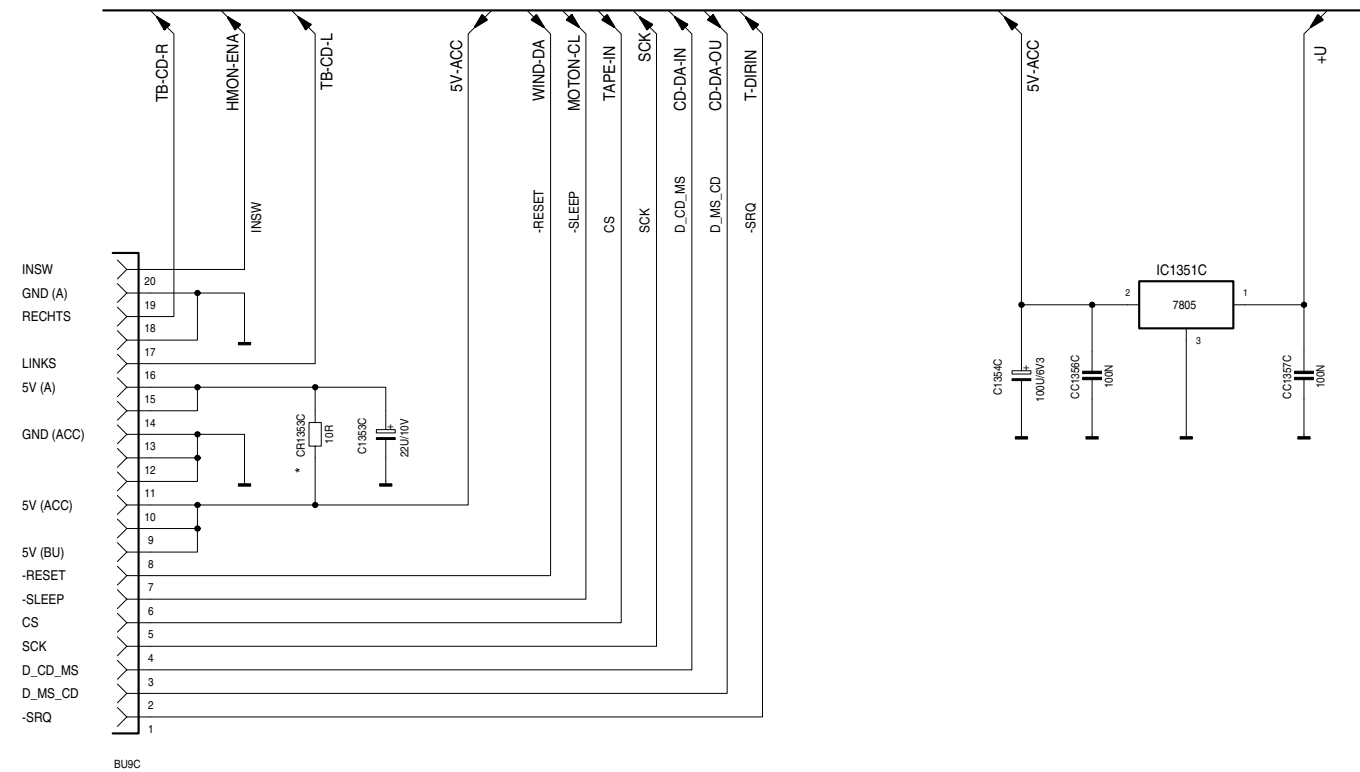 TB-CD-R
HMON-ENA
TB-CD-L
5V-ACC
WIND-DA
MOTON-CL
TAPE-IN
SCK
CD-DA-IN
CD-DA-OU
T-DIRIN
5V-ACC
+U
INSW
-RESET
-SLEEP
CS
SCK
D_CD_MS
D_MS_CD
-SRQ
INSW
20
GND (A)
19
RECHTS
18
17
LINKS
16
5V (A)
15
14
GND (ACC)
13
12
11
5V (ACC)
10
9
5V (BU)
8
-RESET
7
-SLEEP
6
CS
5
SCK
4
D_CD_MS
3
D_MS_CD
2
-SRQ
1
BU9C
CR1353C
10R
*
C1353C
+
22U/10V
IC1351C
7805
2
1
3
C1354C
+
100U/6V3
CC1356C
100N
CC1357C
100N